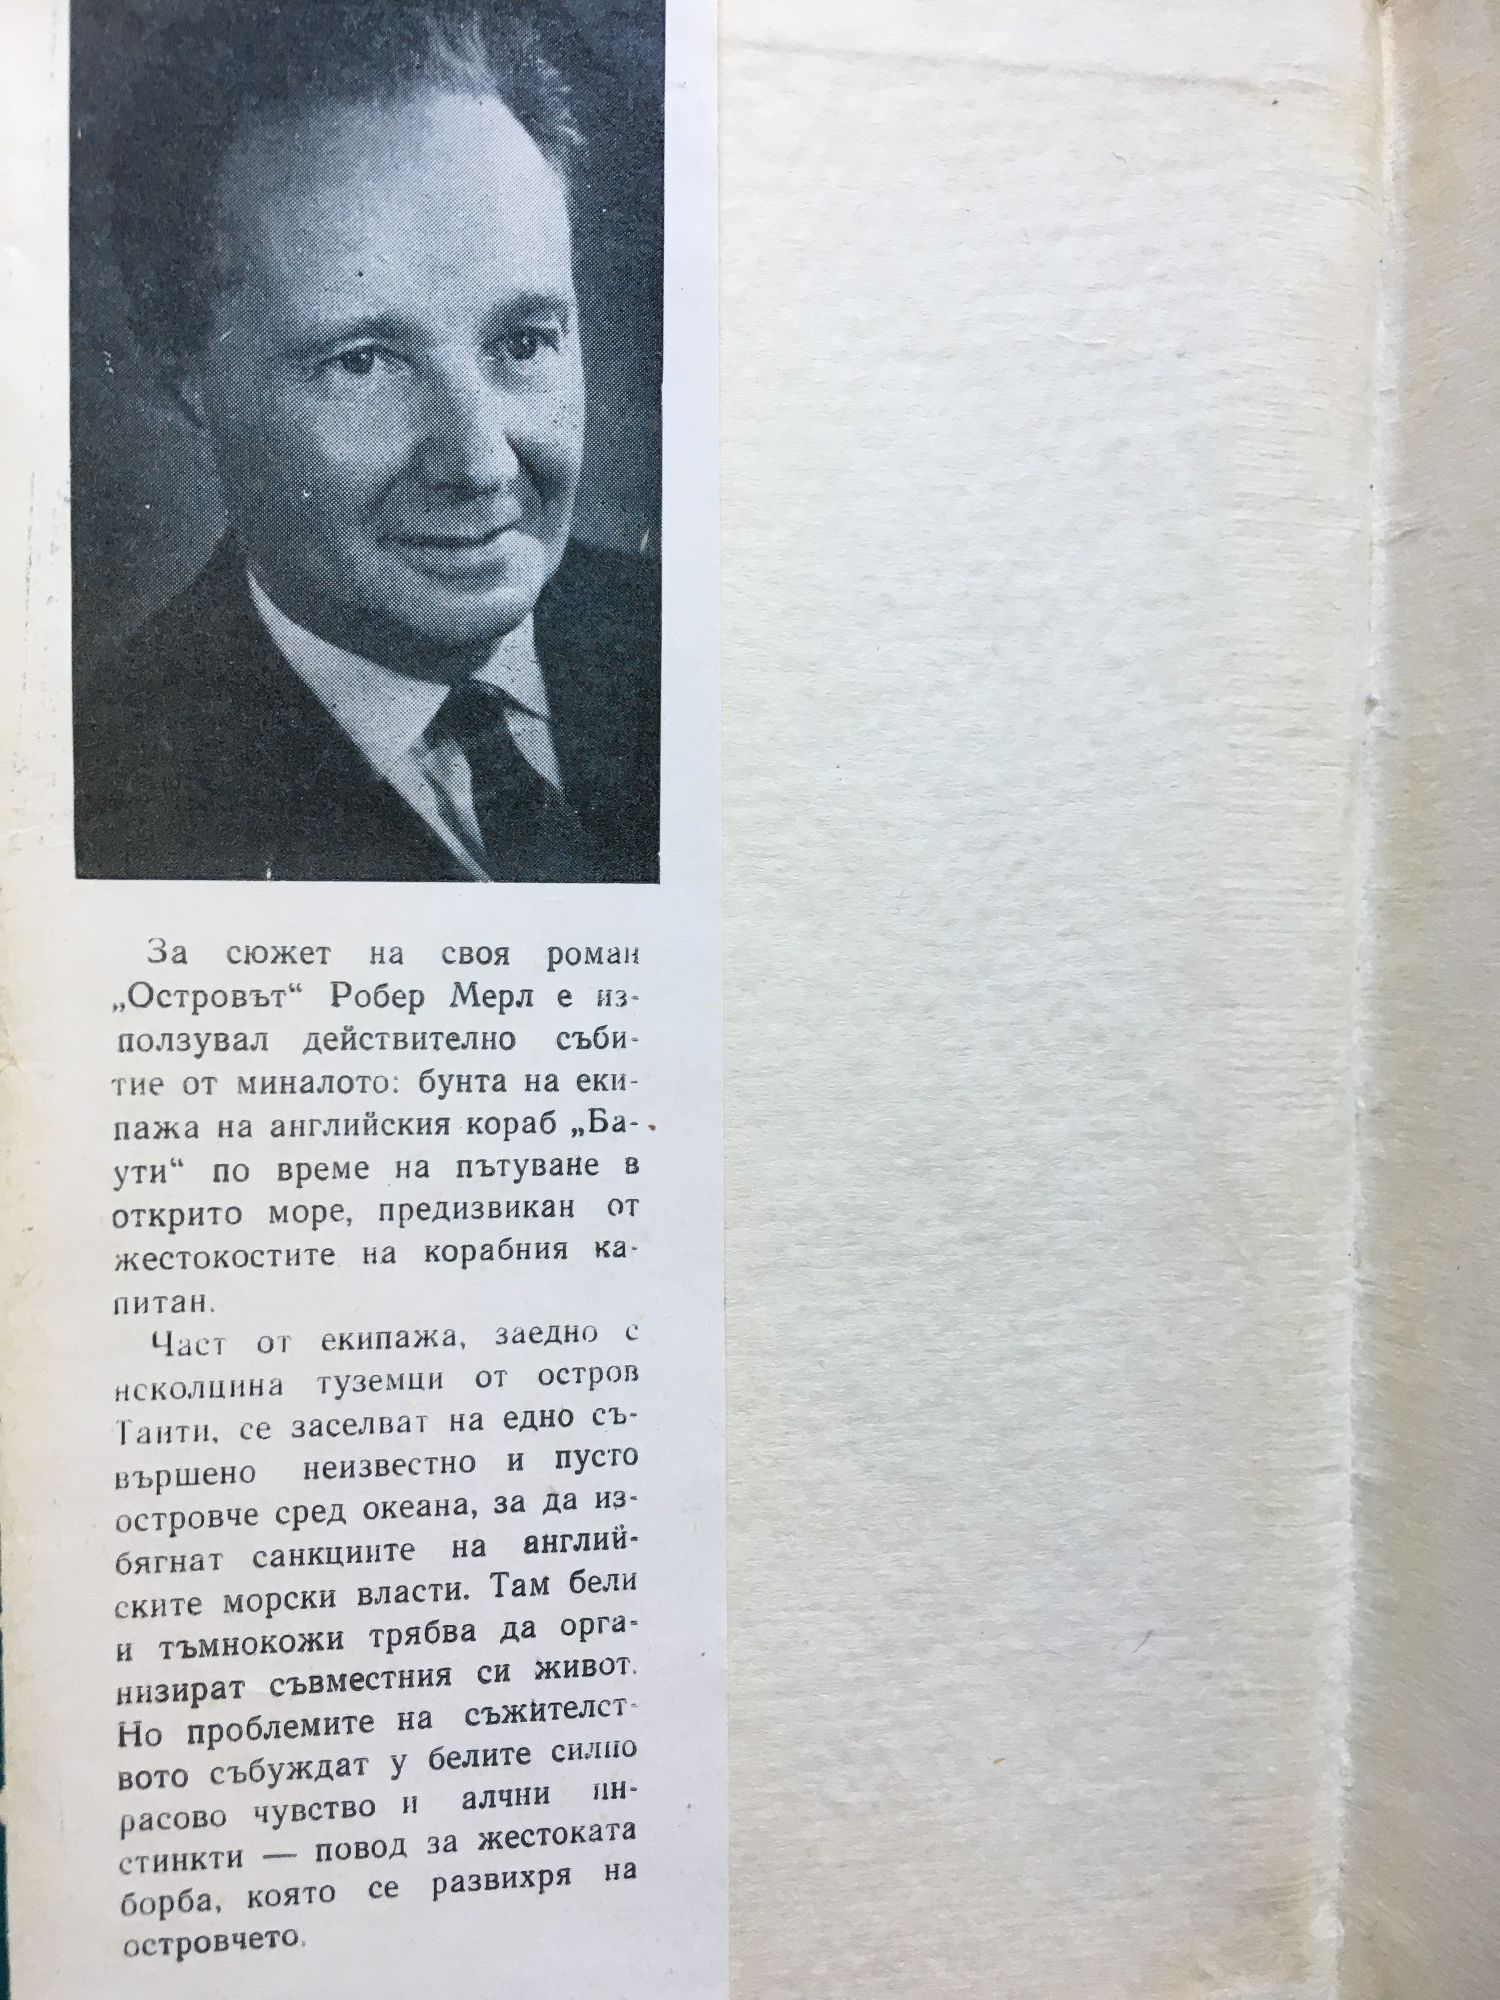 За сюжет на своя роман
„Островът“ Робер Мерл е из-
ползувал действително съби-
тие от миналото: бунта на еки-
пажа на английския кораб „Ба-
ути“ по време на пътуване в
открито море, предизвикан от
жестокостите на корабния ка-
питан.
Част от екипажа, заедно с
неколцина туземци от остров
Таити, се заселват на едно съ-
вършено неизвестно и пусто
островче сред океана, за да из-
бягнат санкциите на англий-
ските морски власти. Там бели
и тъмнокожи трябва да орга-
низират съвместния си живот.
Но проблемите на съжителст-
вото събуждат у белите силно
расово чувство и алчни ин-
стинкти — повод за жестоката
борба, която се развихря на
островчето.